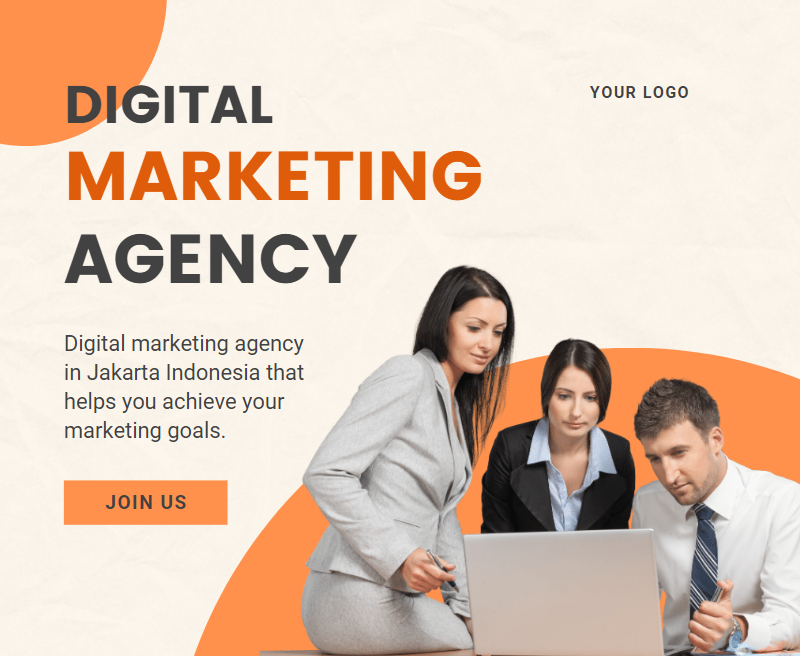 DIGITAL
MARKETING
AGENCY
YOUR LOGO
Digital marketing agency
in Jakarta Indonesia that
helps you achieve your
marketing goals.
JOIN US